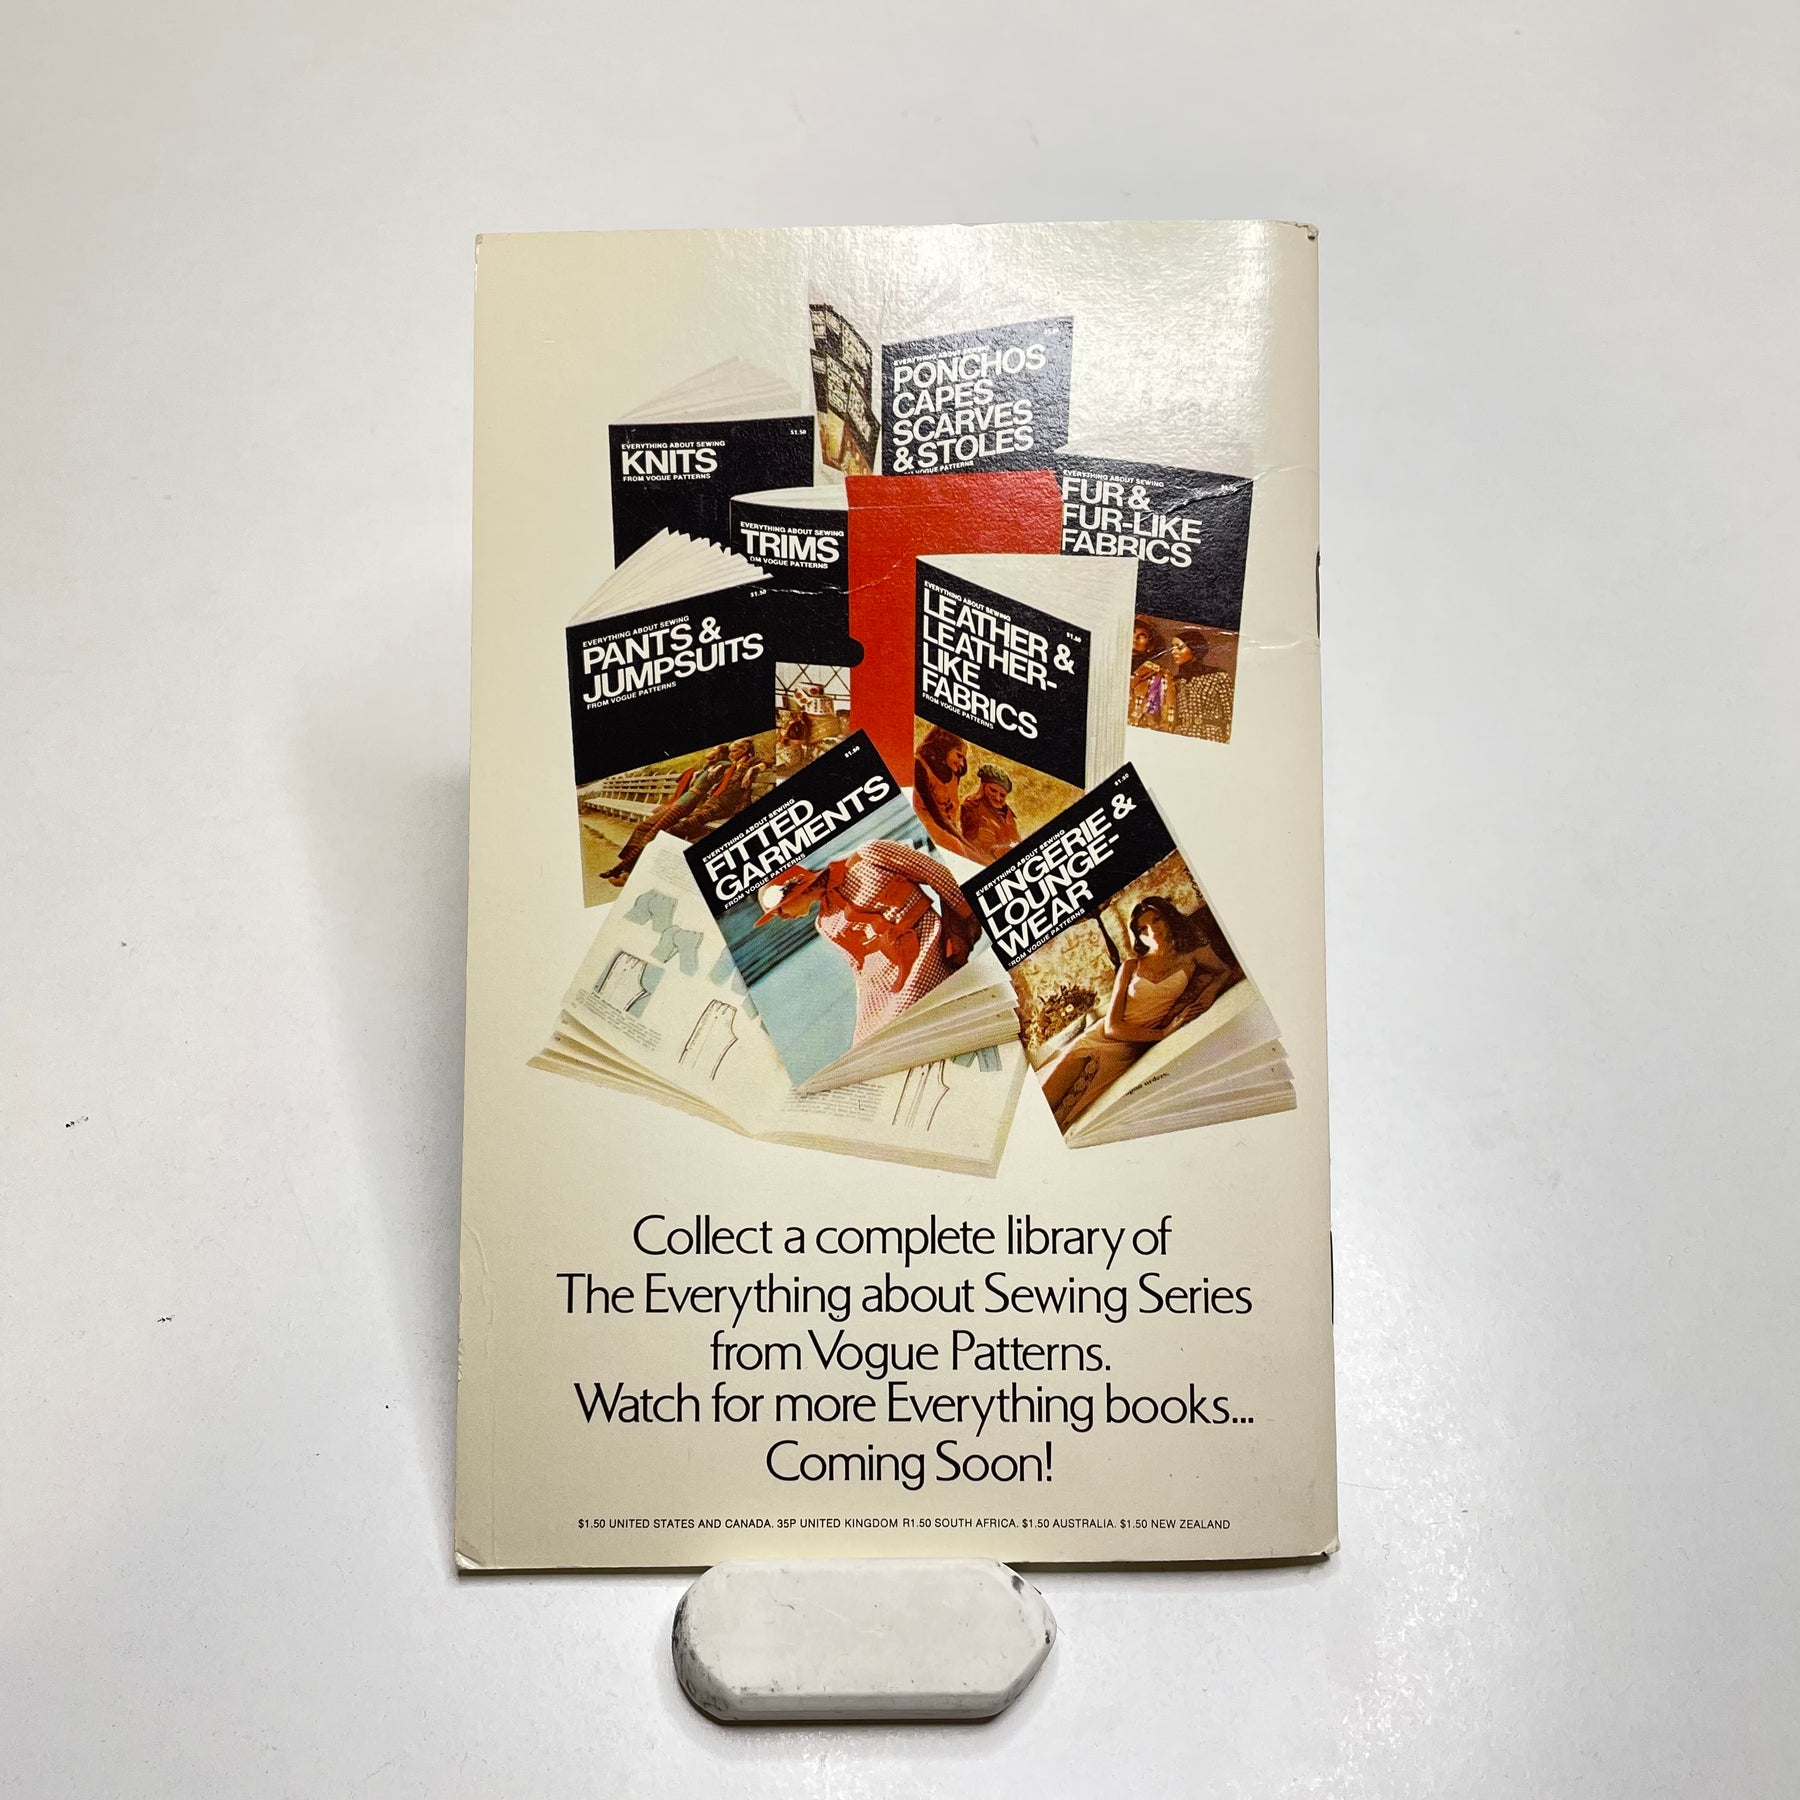 EVERYTHING ABOUT SEWING
PONCHOS
CAPES
SCARVES
& STOLES
VOGUE PATTERNS
$1.50
EVERYTHING ABOUT SEWING
KNITS
FROM VOGUE PATTERNS
EVERYTHING ABOUT SEWING
FUR &
FUR-LIKE
FABRICS
EVERYTHING ABOUT SEWING
TRIMS
VOGUE PATTERNS
$1.50
EVERYTHING ABOUT SEWING
PANTS &
JUMPSUITS
FROM VOGUE PATTERNS
$1.50
EVERYTHING ABOUT SEWING
LEATHER &
LEATHER-
LIKE
FABRICS
FROM VOGUE PATTERNS
$1.50
EVERYTHING ABOUT SEWING
FITTED
GARMENTS
FROM VOGUE PATTERNS
$1.50
EVERYTHING ABOUT SEWING
LINGERIE &
LOUNGE-
WEAR
FROM VOGUE PATTERNS
Collect a complete library of
The Everything about Sewing Series
from Vogue Patterns.
Watch for more Everything books...
Coming Soon!
$1.50 UNITED STATES AND CANADA. 35P UNITED KINGDOM R1.50 SOUTH AFRICA. $1.50 AUSTRALIA. $1.50 NEW ZEALAND